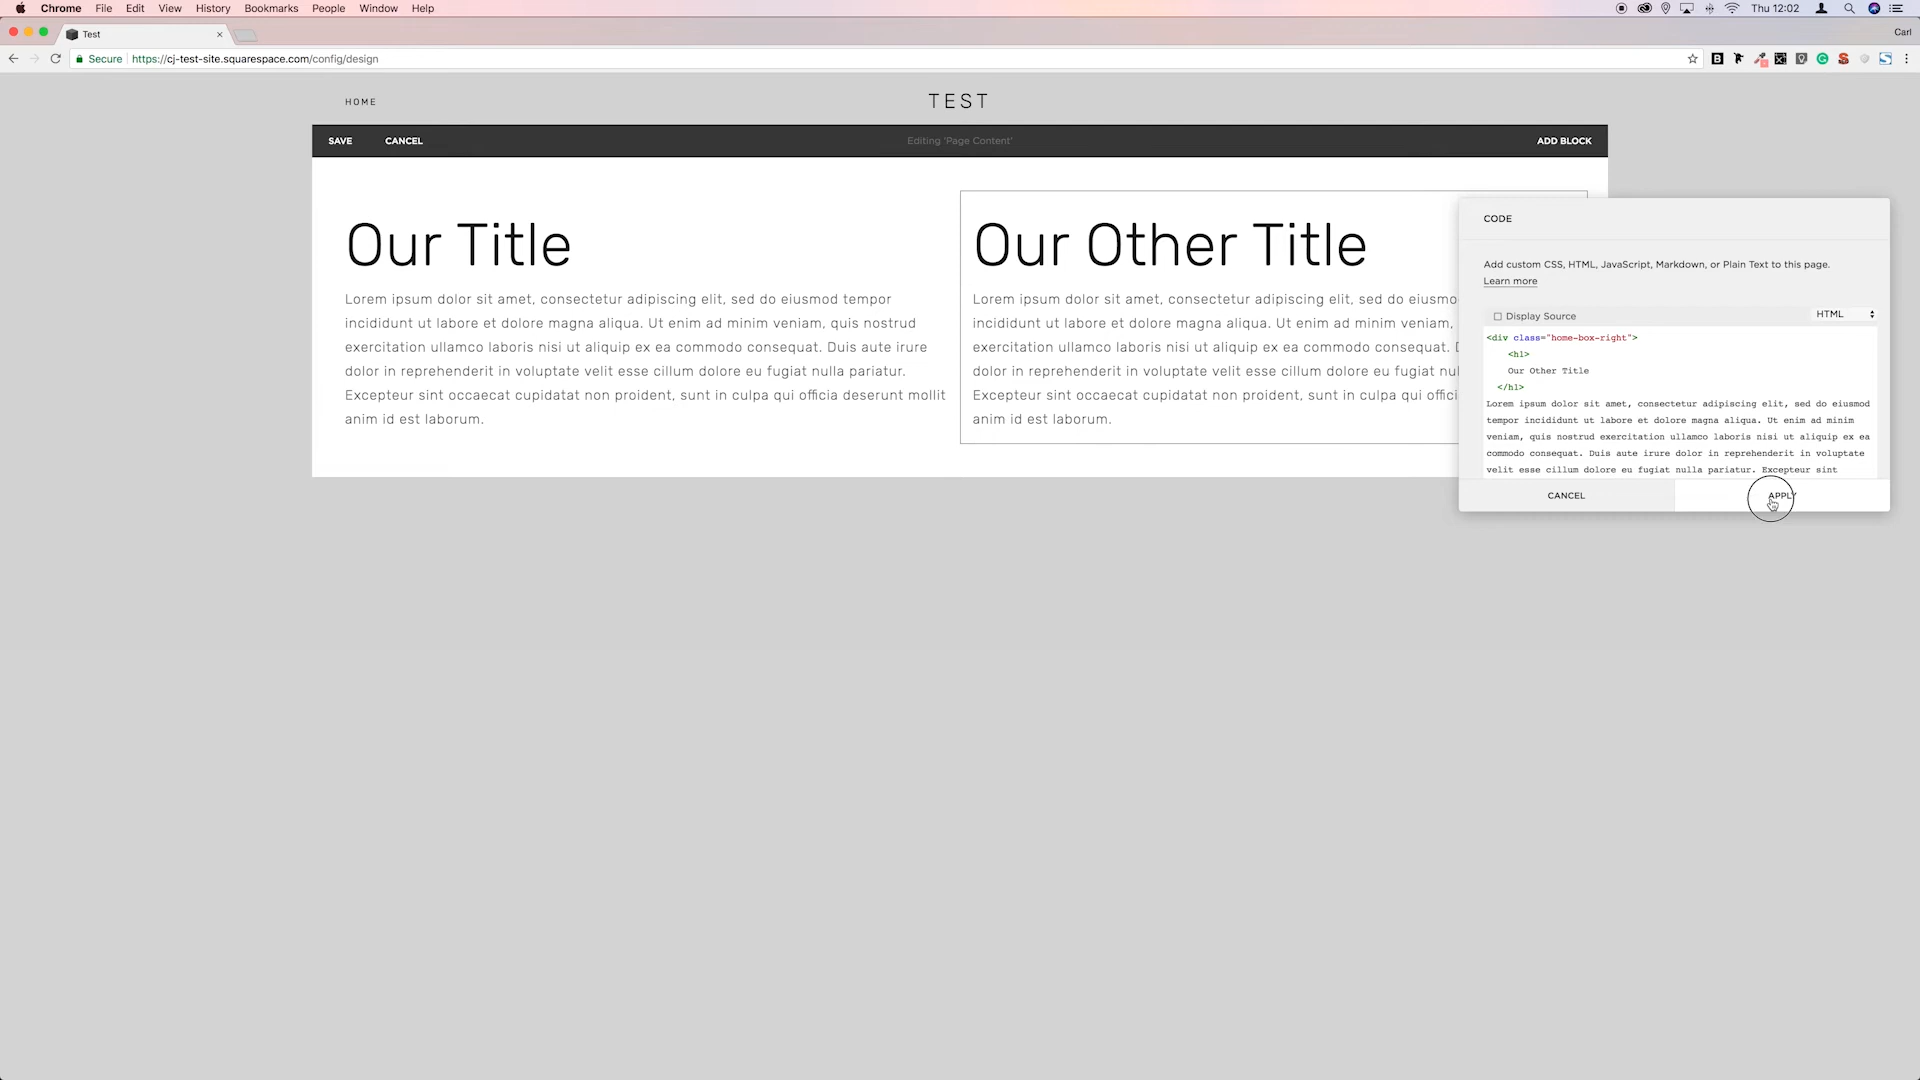 Chrome File Edit View History Bookmarks People Window Help Thu 12:02
Test
Carl
Secure https://cj-test-site.squarespace.com/config/design
HOME
TEST
SAVE CANCEL Editing 'Page Content' ADD BLOCK
Our Title
Lorem ipsum dolor sit amet, consectetur adipiscing elit, sed do eiusmod tempor
incididunt ut labore et dolore magna aliqua. Ut enim ad minim veniam, quis nostrud
exercitation ullamco laboris nisi ut aliquip ex ea commodo consequat. Duis aute irure
dolor in reprehenderit in voluptate velit esse cillum dolore eu fugiat nulla pariatur.
Excepteur sint occaecat cupidatat non proident, sunt in culpa qui officia deserunt mollit
anim id est laborum.
Our Other Title
Lorem ipsum dolor sit amet, consectetur adipiscing elit, sed do eiusmo
incididunt ut labore et dolore magna aliqua. Ut enim ad minim veniam,
exercitation ullamco laboris nisi ut aliquip ex ea commodo consequat.
dolor in reprehenderit in voluptate velit esse cillum dolore eu fugiat nul
Excepteur sint occaecat cupidatat non proident, sunt in culpa qui offici
anim id est laborum.
CODE
Add custom CSS, HTML, JavaScript, Markdown, or Plain Text to this page.
Learn more
Display Source HTML
<div class="home-box-right">
<h1>
Our Other Title
</h1>
Lorem ipsum dolor sit amet, consectetur adipiscing elit, sed do eiusmod
tempor incididunt ut labore et dolore magna aliqua. Ut enim ad minim
veniam, quis nostrud exercitation ullamco laboris nisi ut aliquip ex ea
commodo consequat. Duis aute irure dolor in reprehenderit in voluptate
velit esse cillum dolore eu fugiat nulla pariatur. Excepteur sint
CANCEL APPLY